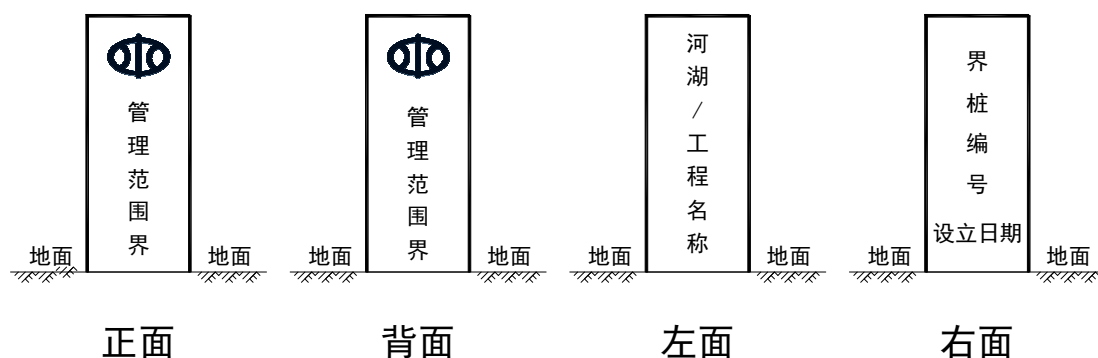 管理范围界
地面 地面
正面
管理范围界
地面 地面
背面
河湖/工程名称
地面 地面
左面
界桩编号
设立日期
地面 地面
右面